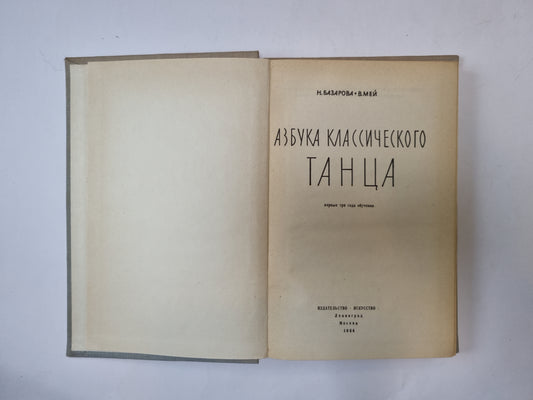 Н. БАЗАРОВА • В. МЕЙ
АЗБУКА КЛАССИЧЕСКОГО
ТАНЦА
первые три года обучения
ИЗДАТЕЛЬСТВО • ИСКУССТВО •
Ленинград
Москва